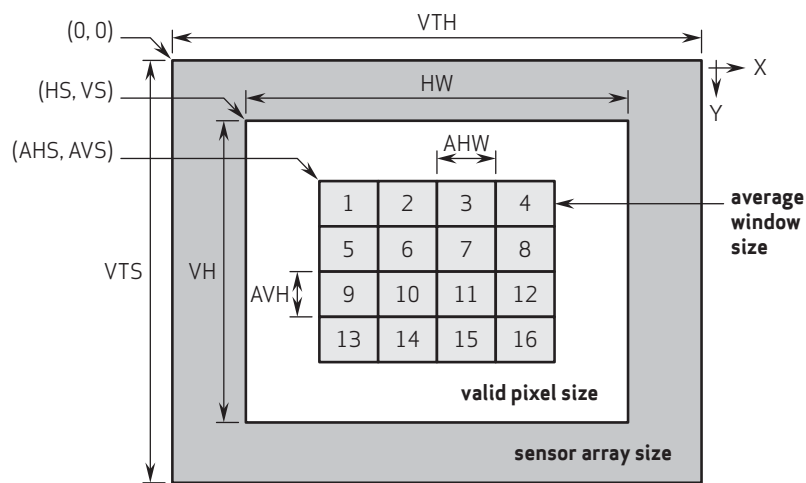 (0, 0)
VTH
X
Y
(HS, VS)
HW
(AHS, AVS)
AHW
1 2 3 4
average
window
size
5 6 7 8
VTS
VH
AVH
9 10 11 12
13 14 15 16
valid pixel size
sensor array size